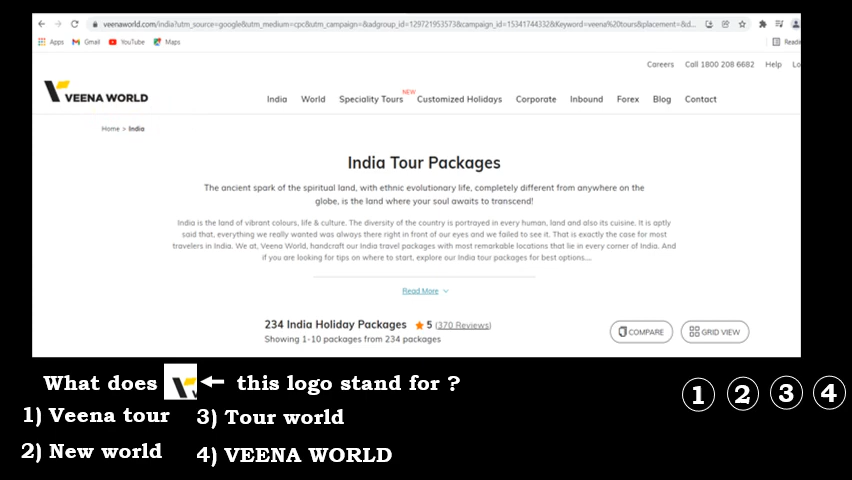 veenaworld.com/india?utm_source=google&utm_medium=cpc&utm_campaign=&adgroup_id=129721953573&campaign_id=15341744332&Keyword=veena%20tours&placement=&d...
Apps Gmail YouTube Maps Readi
Careers Call 1800 208 6682 Help Lo
VEENA WORLD
NEW
India World Speciality Tours Customized Holidays Corporate Inbound Forex Blog Contact
Home > India
India Tour Packages
The ancient spark of the spiritual land, with ethnic evolutionary life, completely different from anywhere on the
globe, is the land where your soul awaits to transcend!
India is the land of vibrant colours, life & culture. The diversity of the country is portrayed in every human, land and also its cuisine. It is aptly
said that, everything we really wanted was always there right in front of our eyes and we failed to see it. That is exactly the case for most
travelers in India. We at, Veena World, handcraft our India travel packages with most remarkable locations that lie in every corner of India. And
if you are looking for tips on where to start, explore our India tour packages for best options....
Read More
234 India Holiday Packages 5 (370 Reviews)
Showing 1-10 packages from 234 packages
COMPARE GRID VIEW
What does this logo stand for ?
1) Veena tour 3) Tour world
2) New world 4) VEENA WORLD
1 2 3 4